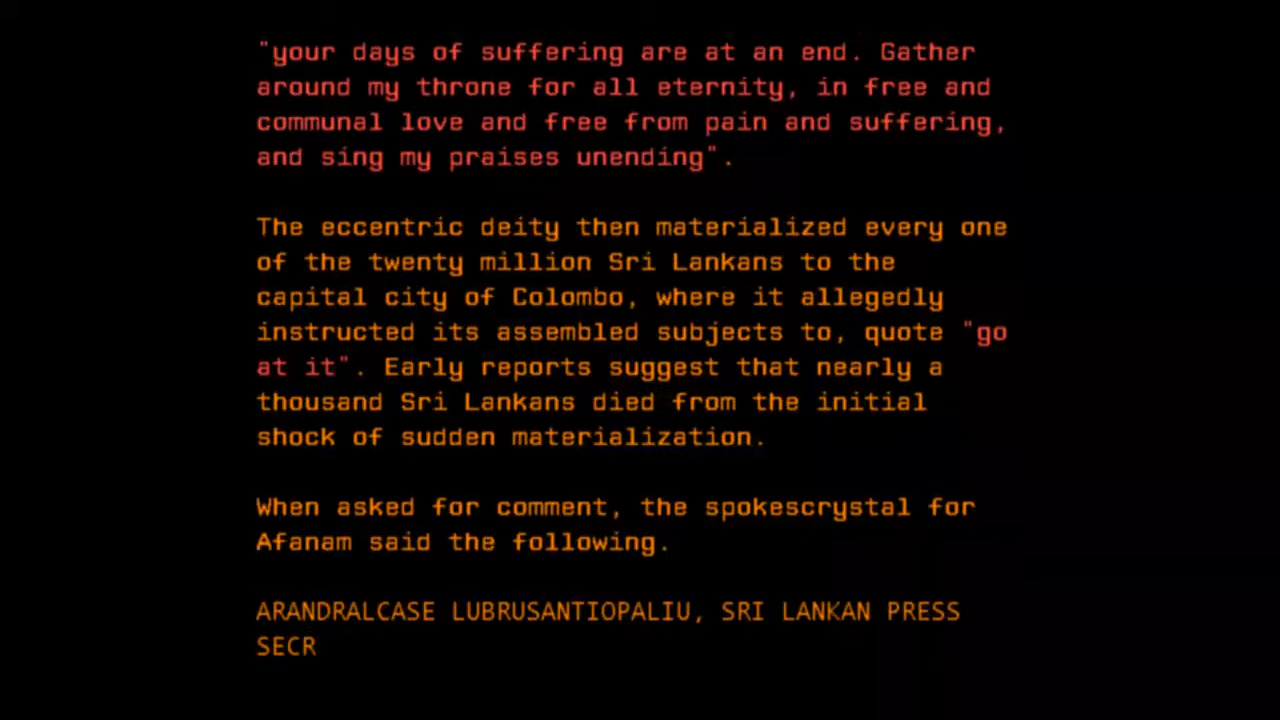 "your days of suffering are at an end. Gather
around my throne for all eternity, in free and
communal love and free from pain and suffering,
and sing my praises unending".
The eccentric deity then materialized every one
of the twenty million Sri Lankans to the
capital city of Colombo, where it allegedly
instructed its assembled subjects to, quote "go
at it". Early reports suggest that nearly a
thousand Sri Lankans died from the initial
shock of sudden materialization.
When asked for comment, the spokescrystal for
Afanam said the following.
ARANDRALCASE LUBRUSANTIOPALIU, SRI LANKAN PRESS
SECR